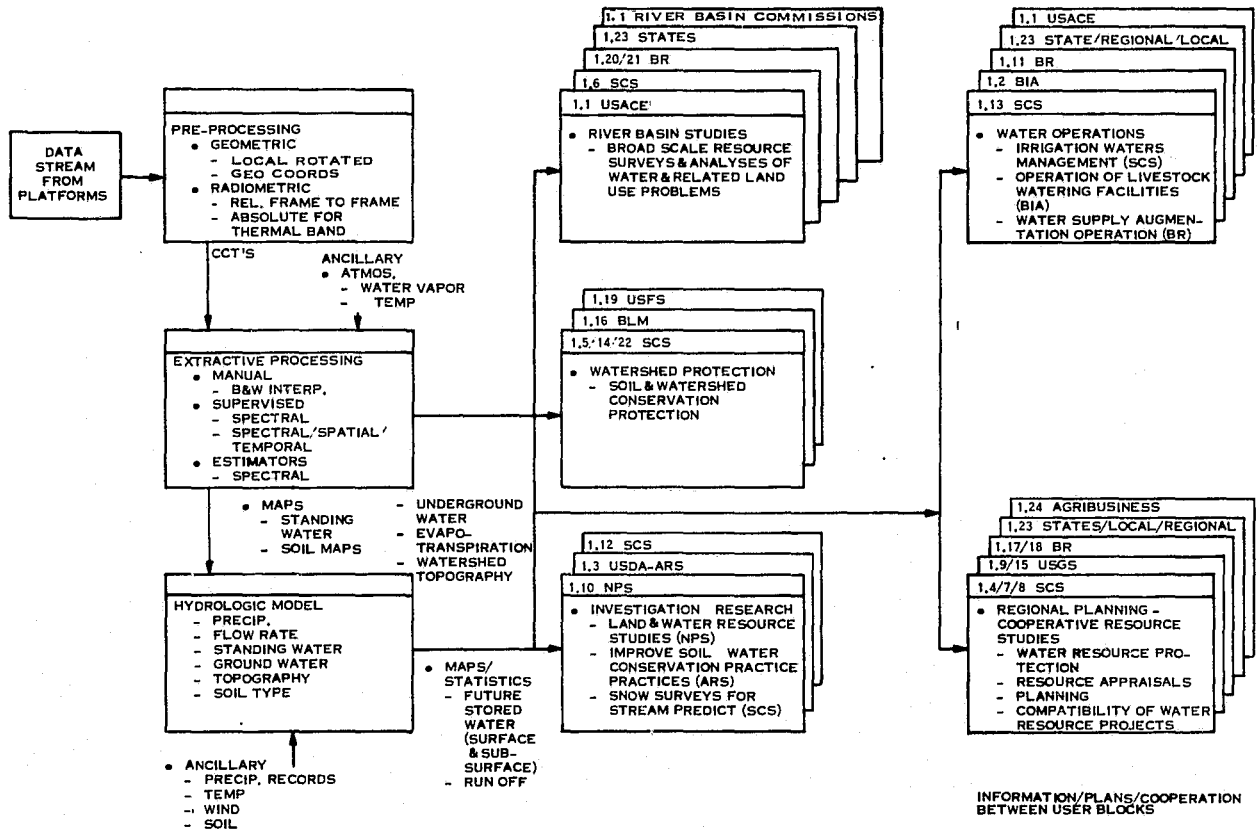 DATA
STREAM
FROM
PLATFORMS
PRE-PROCESSING
• GEOMETRIC
- LOCAL ROTATED
- GEO COORDS
• RADIOMETRIC
- REL. FRAME TO FRAME
- ABSOLUTE FOR
THERMAL BAND
CCT'S
ANCILLARY
• ATMOS.
- WATER VAPOR
- TEMP
EXTRACTIVE PROCESSING
• MANUAL
- B&W INTERP.
• SUPERVISED
- SPECTRAL
- SPECTRAL/SPATIAL/
TEMPORAL
• ESTIMATORS
- SPECTRAL
• MAPS
- STANDING
WATER
- SOIL MAPS
- UNDERGROUND
WATER
- EVAPO-
TRANSPIRATION
- WATERSHED
TOPOGRAPHY
HYDROLOGIC MODEL
- PRECIP.
- FLOW RATE
- STANDING WATER
- GROUND WATER
- TOPOGRAPHY
- SOIL TYPE
• ANCILLARY
- PRECIP. RECORDS
- TEMP
- WIND
- SOIL
• MAPS/
STATISTICS
- FUTURE
STORED
WATER
(SURFACE
& SUB-
SURFACE)
- RUN OFF
1.1 RIVER BASIN COMMISSIONS
1.23 STATES
1.20/21 BR
1.6 SCS
1.1 USACE
• RIVER BASIN STUDIES
- BROAD SCALE RESOURCE
SURVEYS & ANALYSES OF
WATER & RELATED LAND
USE PROBLEMS
1.19 USFS
1.16 BLM
1.5/14/22 SCS
• WATERSHED PROTECTION
- SOIL & WATERSHED
CONSERVATION
PROTECTION
1.12 SCS
1.3 USDA-ARS
1.10 NPS
• INVESTIGATION RESEARCH
- LAND & WATER RESOURCE
STUDIES (NPS)
- IMPROVE SOIL WATER
CONSERVATION PRACTICE
PRACTICES (ARS)
- SNOW SURVEYS FOR
STREAM PREDICT (SCS)
1.1 USACE
1.23 STATE/REGIONAL/LOCAL
1.11 BR
1.2 BIA
1.13 SCS
• WATER OPERATIONS
- IRRIGATION WATERS
MANAGEMENT (SCS)
- OPERATION OF LIVESTOCK
WATERING FACILITIES
(BIA)
- WATER SUPPLY AUGMEN-
TATION OPERATION (BR)
1.24 AGRIBUSINESS
1.23 STATES/LOCAL/REGIONAL
1.17/18 BR
1.9/15 USGS
1.4/7/8 SCS
• REGIONAL PLANNING -
COOPERATIVE RESOURCE
STUDIES
- WATER RESOURCE PRO-
TECTION
- RESOURCE APPRAISALS
- PLANNING
- COMPATIBILITY OF WATER
RESOURCE PROJECTS
INFORMATION/PLANS/COOPERATION
BETWEEN USER BLOCKS